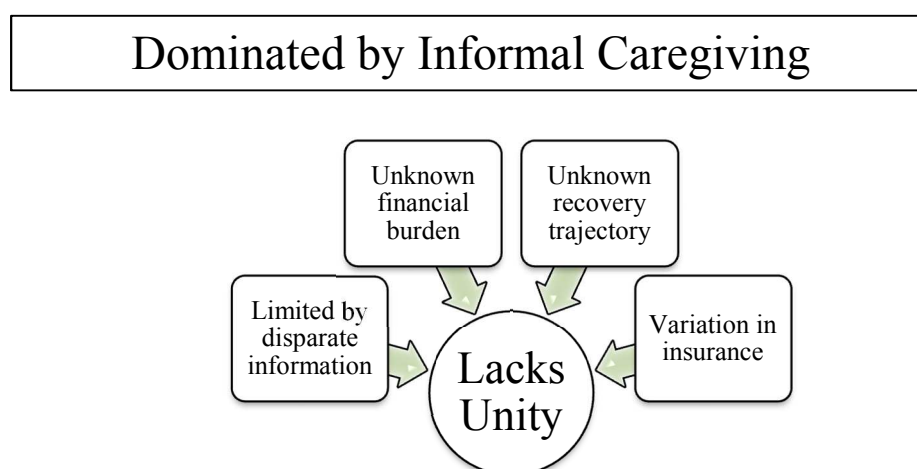 Dominated by Informal Caregiving
Unknown
financial
burden
Unknown
recovery
trajectory
Limited by
disparate
information
Variation in
insurance
Lacks
Unity